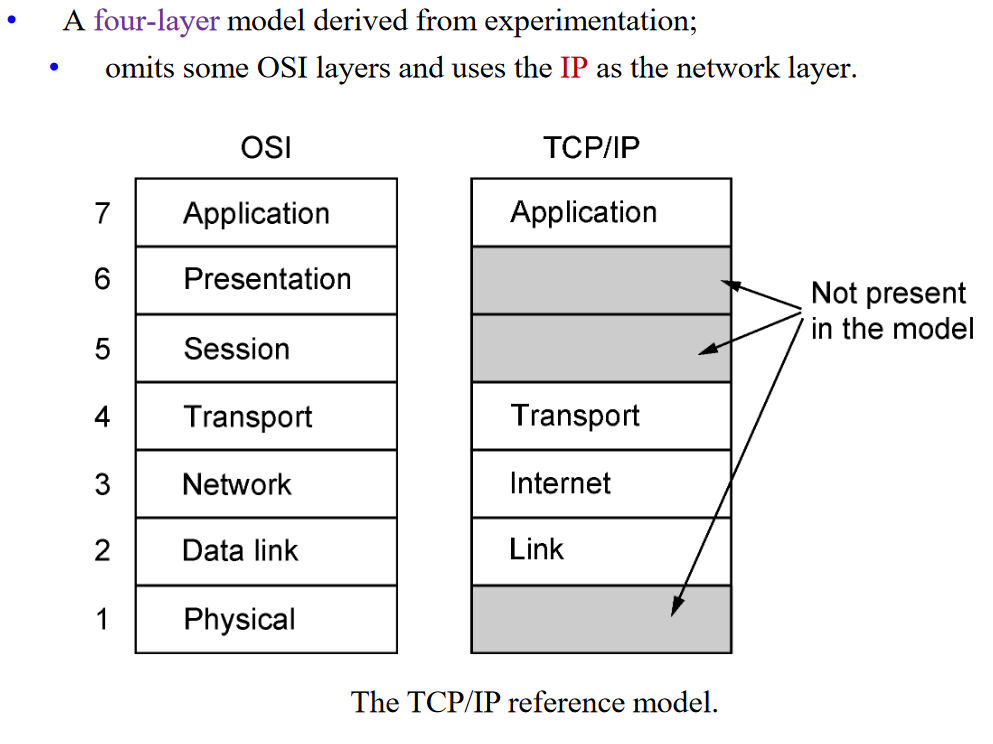 • A four-layer model derived from experimentation;
• omits some OSI layers and uses the IP as the network layer.
OSI TCP/IP
7 Application Application
6 Presentation
5 Session
Not present
in the model
4 Transport Transport
3 Network Internet
2 Data link Link
1 Physical
The TCP/IP reference model.